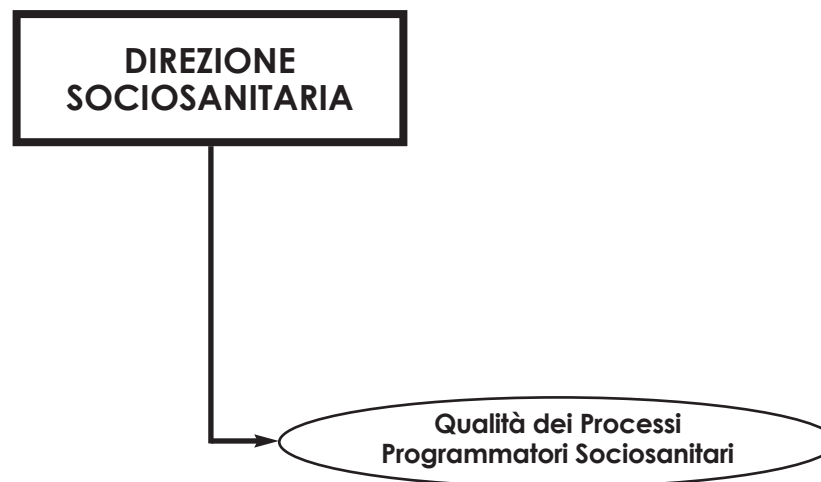 DIREZIONE
SOCIOSANITARIA
Qualità dei Processi
Programmatori Sociosanitari